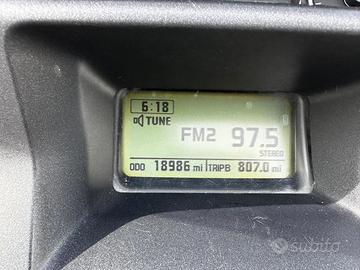 6:18
TUNE
FM2 97.5
STEREO
ODO 18986 mi TRIPB 807.0 mi
subito